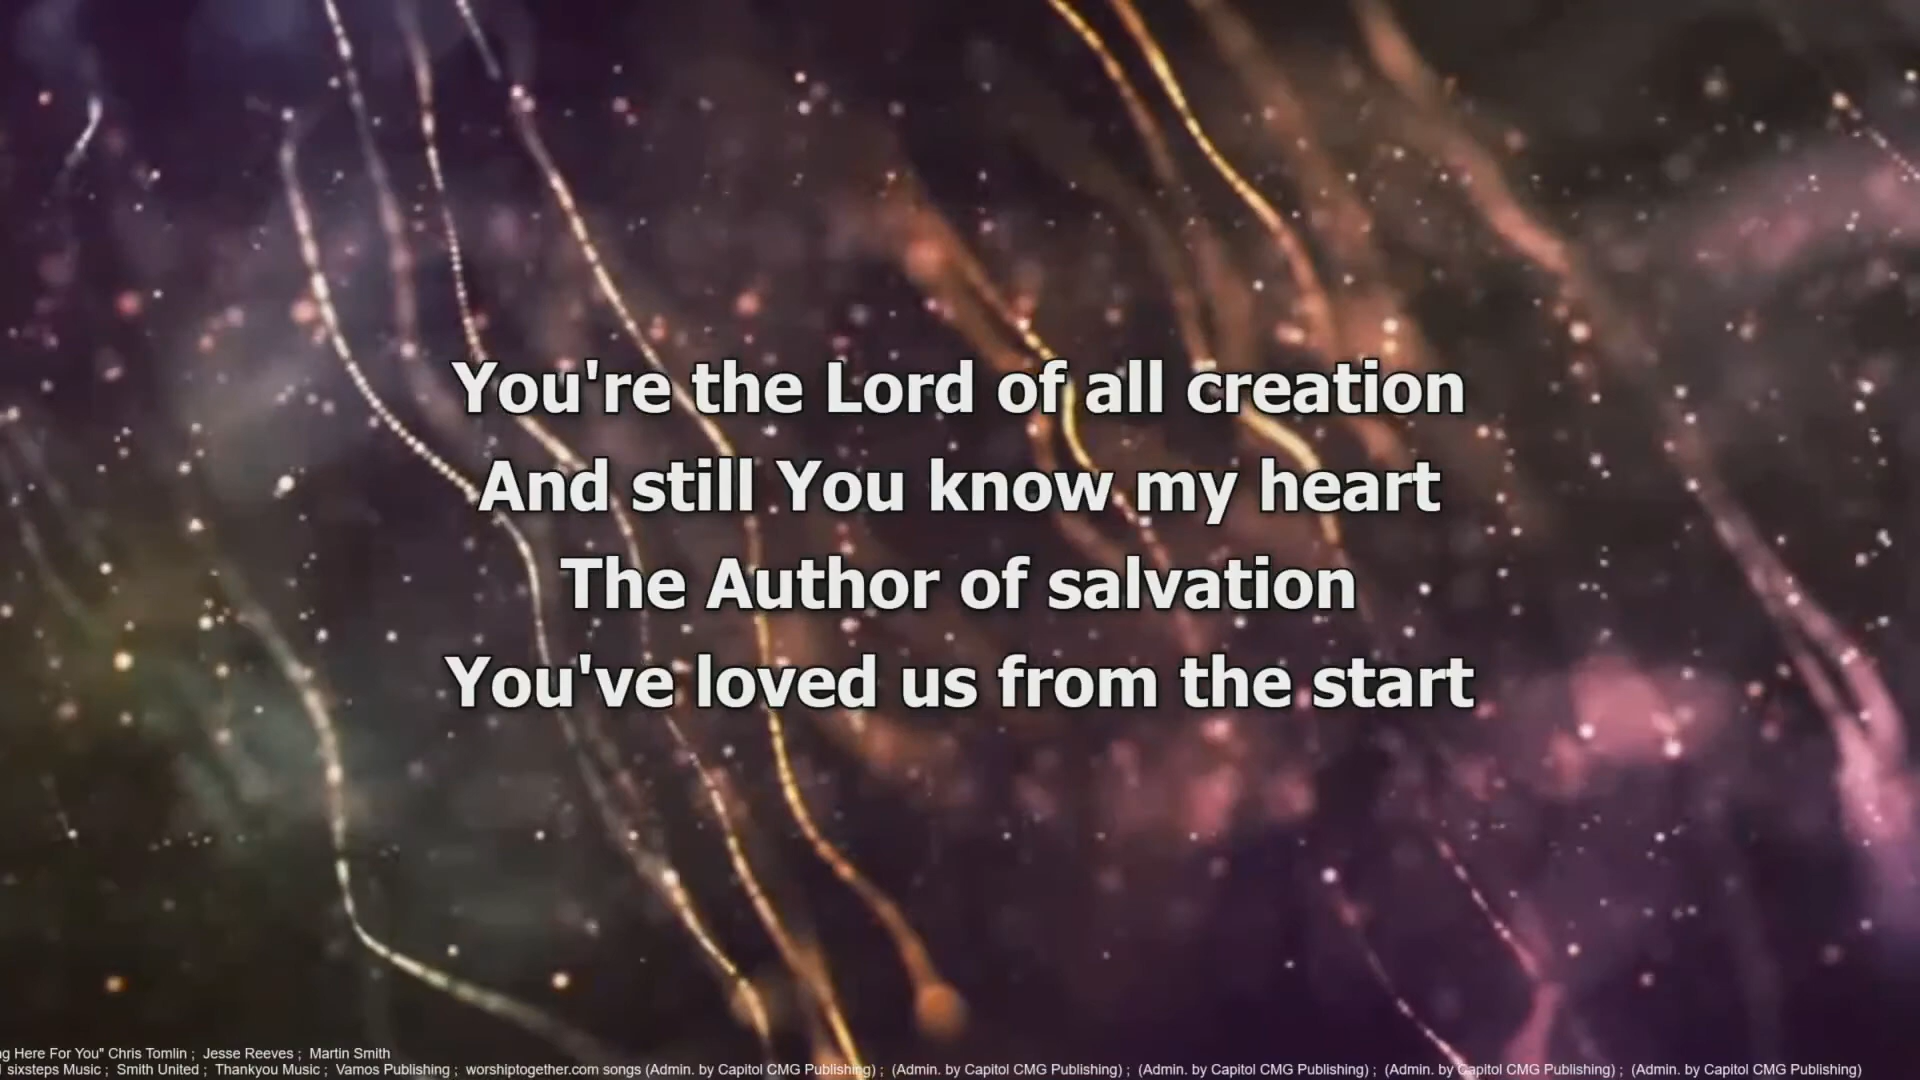 You're the Lord of all creation
And still You know my heart
The Author of salvation
You've loved us from the start
Here For You" Chris Tomlin ; Jesse Reeves ; Martin Smith
sixsteps Music ; Smith United ; Thankyou Music ; Vamos Publishing ; worshiptogether.com songs (Admin. by Capitol CMG Publishing) ; (Admin. by Capitol CMG Publishing) ; (Admin. by Capitol CMG Publishing) ; (Admin. by Capitol CMG Publishing) ; (Admin. by Capitol CMG Publishing)